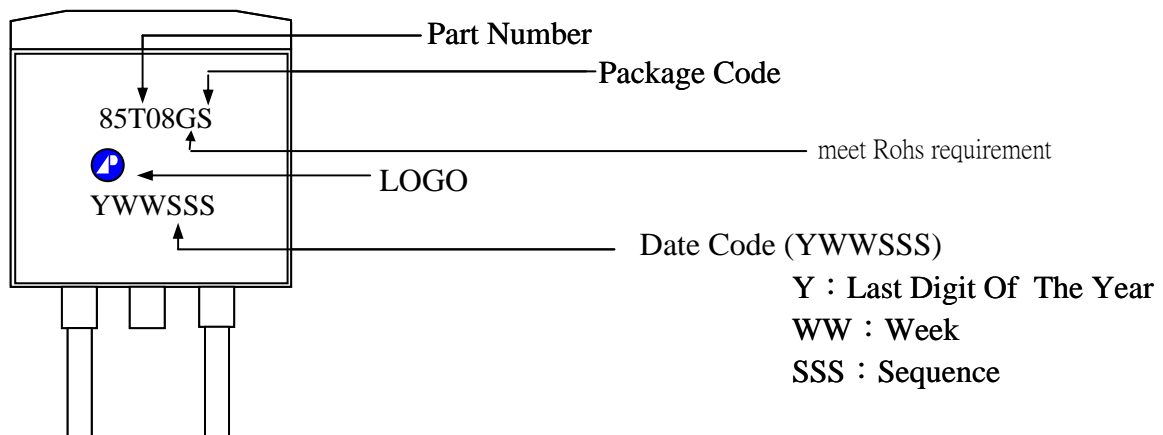 Part Number
Package Code
85T08GS
meet Rohs requirement
LOGO
YWWSSS
Date Code (YWWSSS)
Y：Last Digit Of The Year
WW：Week
SSS：Sequence